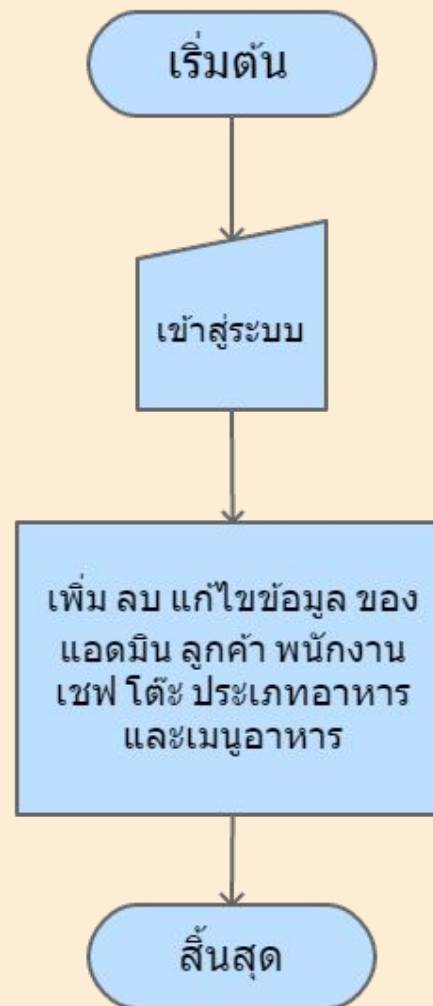 เริ่มต้น
เข้าสู่ระบบ
เพิ่ม ลบ แก้ไขข้อมูล ของ
แอดมิน ลูกค้า พนักงาน
เชฟ โต๊ะ ประเภทอาหาร
และเมนูอาหาร
สิ้นสุด